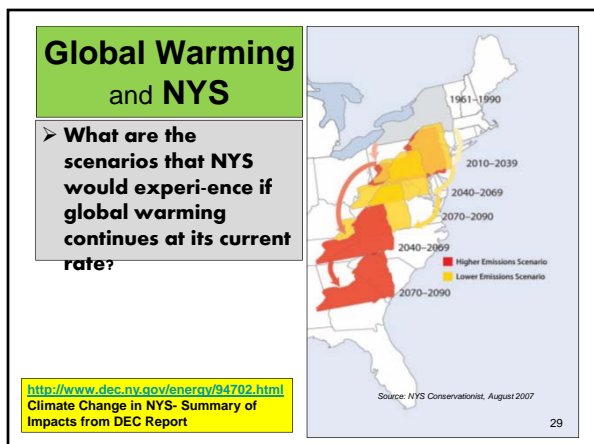 Global Warming
and NYS
➢ What are the
scenarios that NYS
would experi-ence if
global warming
continues at its current
rate?
1961–1990
2010–2039
2040–2069
2070–2090
2040–2069
Higher Emissions Scenario
Lower Emissions Scenario
2070–2090
Source: NYS Conservationist, August 2007
http://www.dec.ny.gov/energy/94702.html
Climate Change in NYS- Summary of
Impacts from DEC Report
29